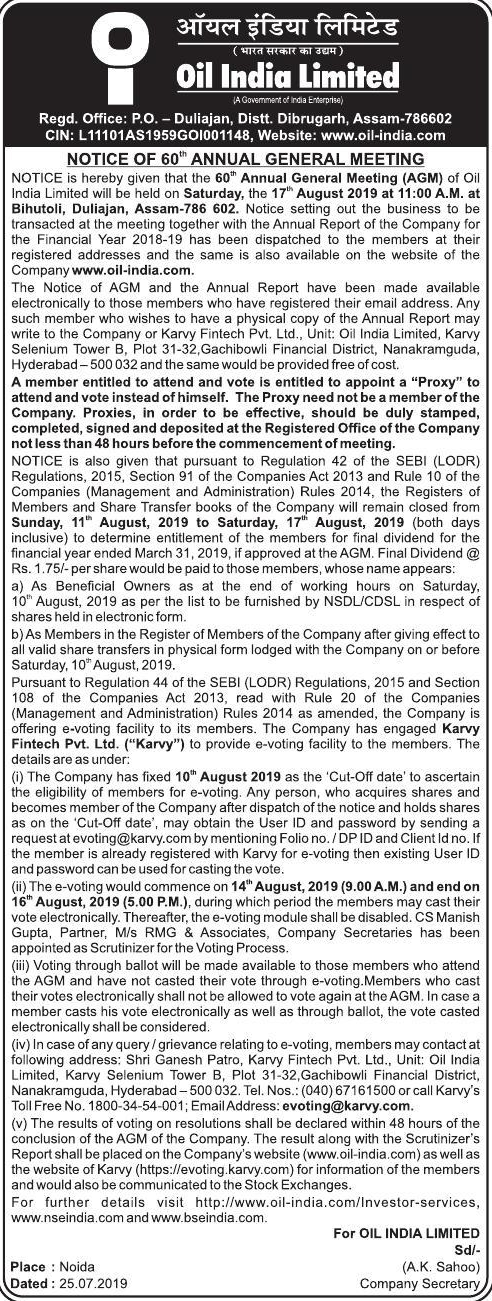 ऑयल इंडिया लिमिटेड
(भारत सरकार का उद्यम)
Oil India Limited
(A Government of India Enterprise)
Regd. Office: P.O. – Duliajan, Distt. Dibrugarh, Assam-786602
CIN: L11101AS1959GOI001148, Website: www.oil-india.com
NOTICE OF 60th ANNUAL GENERAL MEETING
NOTICE is hereby given that the 60th Annual General Meeting (AGM) of Oil
India Limited will be held on Saturday, the 17th August 2019 at 11:00 A.M. at
Bihutoli, Duliajan, Assam-786 602. Notice setting out the business to be
transacted at the meeting together with the Annual Report of the Company for
the Financial Year 2018-19 has been dispatched to the members at their
registered addresses and the same is also available on the website of the
Company www.oil-india.com.
The Notice of AGM and the Annual Report have been made available
electronically to those members who have registered their email address. Any
such member who wishes to have a physical copy of the Annual Report may
write to the Company or Karvy Fintech Pvt. Ltd., Unit: Oil India Limited, Karvy
Selenium Tower B, Plot 31-32,Gachibowli Financial District, Nanakramguda,
Hyderabad – 500 032 and the same would be provided free of cost.
A member entitled to attend and vote is entitled to appoint a “Proxy” to
attend and vote instead of himself. The Proxy need not be a member of the
Company. Proxies, in order to be effective, should be duly stamped,
completed, signed and deposited at the Registered Office of the Company
not less than 48 hours before the commencement of meeting.
NOTICE is also given that pursuant to Regulation 42 of the SEBI (LODR)
Regulations, 2015, Section 91 of the Companies Act 2013 and Rule 10 of the
Companies (Management and Administration) Rules 2014, the Registers of
Members and Share Transfer books of the Company will remain closed from
Sunday, 11th August, 2019 to Saturday, 17th August, 2019 (both days
inclusive) to determine entitlement of the members for final dividend for the
financial year ended March 31, 2019, if approved at the AGM. Final Dividend @
Rs. 1.75/- per share would be paid to those members, whose name appears:
a) As Beneficial Owners as at the end of working hours on Saturday,
10th August, 2019 as per the list to be furnished by NSDL/CDSL in respect of
shares held in electronic form.
b) As Members in the Register of Members of the Company after giving effect to
all valid share transfers in physical form lodged with the Company on or before
Saturday, 10th August, 2019.
Pursuant to Regulation 44 of the SEBI (LODR) Regulations, 2015 and Section
108 of the Companies Act 2013, read with Rule 20 of the Companies
(Management and Administration) Rules 2014 as amended, the Company is
offering e-voting facility to its members. The Company has engaged Karvy
Fintech Pvt. Ltd. (“Karvy”) to provide e-voting facility to the members. The
details are as under:
(i) The Company has fixed 10th August 2019 as the ‘Cut-Off date’ to ascertain
the eligibility of members for e-voting. Any person, who acquires shares and
becomes member of the Company after dispatch of the notice and holds shares
as on the ‘Cut-Off date’, may obtain the User ID and password by sending a
request at evoting@karvy.com by mentioning Folio no. / DP ID and Client Id no. If
the member is already registered with Karvy for e-voting then existing User ID
and password can be used for casting the vote.
(ii) The e-voting would commence on 14th August, 2019 (9.00 A.M.) and end on
16th August, 2019 (5.00 P.M.), during which period the members may cast their
vote electronically. Thereafter, the e-voting module shall be disabled. CS Manish
Gupta, Partner, M/s RMG & Associates, Company Secretaries has been
appointed as Scrutinizer for the Voting Process.
(iii) Voting through ballot will be made available to those members who attend
the AGM and have not casted their vote through e-voting.Members who cast
their votes electronically shall not be allowed to vote again at the AGM. In case a
member casts his vote electronically as well as through ballot, the vote casted
electronically shall be considered.
(iv) In case of any query / grievance relating to e-voting, members may contact at
following address: Shri Ganesh Patro, Karvy Fintech Pvt. Ltd., Unit: Oil India
Limited, Karvy Selenium Tower B, Plot 31-32,Gachibowli Financial District,
Nanakramguda, Hyderabad – 500 032. Tel. Nos.: (040) 67161500 or call Karvy's
Toll Free No. 1800-34-54-001; Email Address: evoting@karvy.com.
(v) The results of voting on resolutions shall be declared within 48 hours of the
conclusion of the AGM of the Company. The result along with the Scrutinizer's
Report shall be placed on the Company's website (www.oil-india.com) as well as
the website of Karvy (https://evoting.karvy.com) for information of the members
and would also be communicated to the Stock Exchanges.
For further details visit http://www.oil-india.com/Investor-services,
www.nseindia.com and www.bseindia.com.
For OIL INDIA LIMITED
Sd/-
Place : Noida (A.K. Sahoo)
Dated : 25.07.2019 Company Secretary